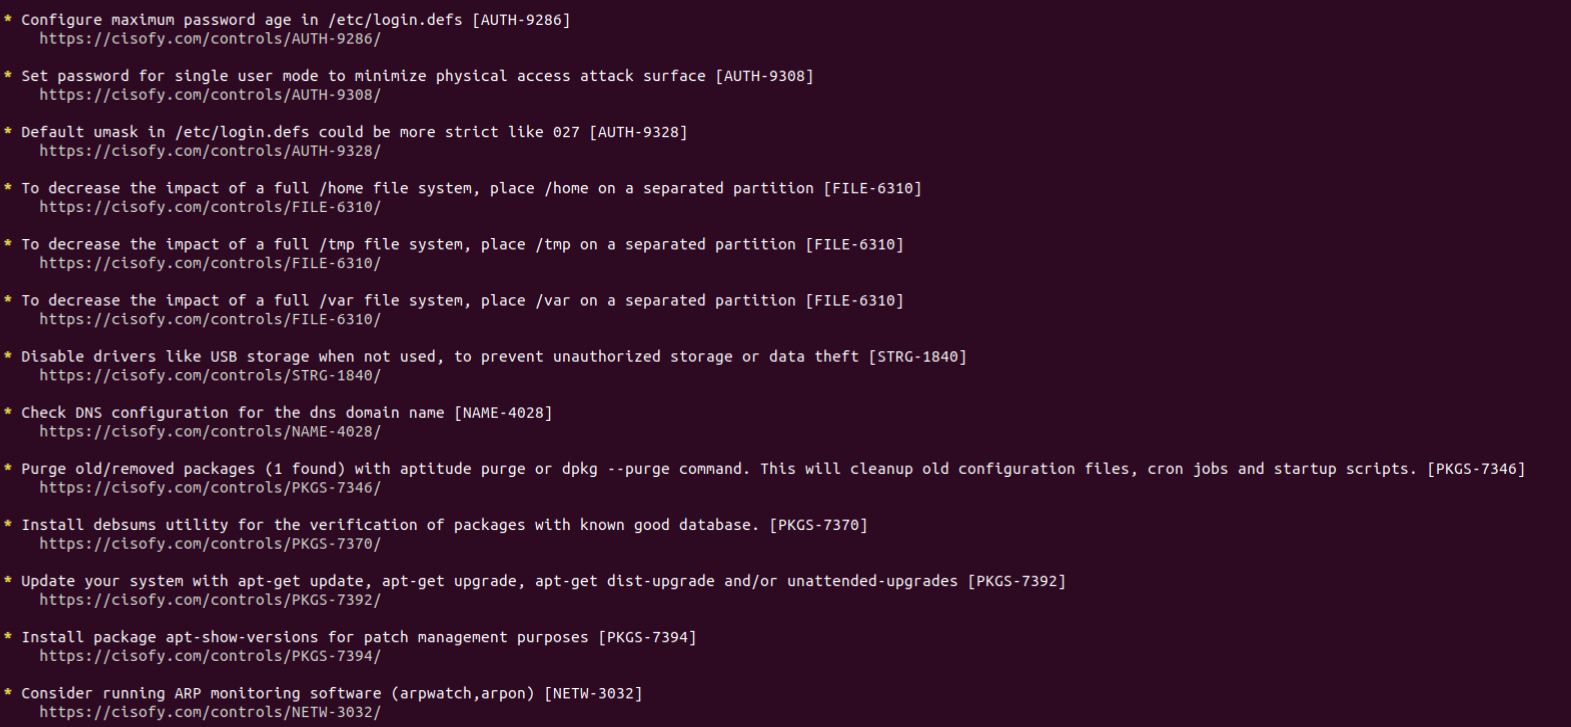 * Configure maximum password age in /etc/login.defs [AUTH-9286]
https://cisofy.com/controls/AUTH-9286/
* Set password for single user mode to minimize physical access attack surface [AUTH-9308]
https://cisofy.com/controls/AUTH-9308/
* Default umask in /etc/login.defs could be more strict like 027 [AUTH-9328]
https://cisofy.com/controls/AUTH-9328/
* To decrease the impact of a full /home file system, place /home on a separated partition [FILE-6310]
https://cisofy.com/controls/FILE-6310/
* To decrease the impact of a full /tmp file system, place /tmp on a separated partition [FILE-6310]
https://cisofy.com/controls/FILE-6310/
* To decrease the impact of a full /var file system, place /var on a separated partition [FILE-6310]
https://cisofy.com/controls/FILE-6310/
* Disable drivers like USB storage when not used, to prevent unauthorized storage or data theft [STRG-1840]
https://cisofy.com/controls/STRG-1840/
* Check DNS configuration for the dns domain name [NAME-4028]
https://cisofy.com/controls/NAME-4028/
* Purge old/removed packages (1 found) with aptitude purge or dpkg --purge command. This will cleanup old configuration files, cron jobs and startup scripts. [PKGS-7346]
https://cisofy.com/controls/PKGS-7346/
* Install debsums utility for the verification of packages with known good database. [PKGS-7370]
https://cisofy.com/controls/PKGS-7370/
* Update your system with apt-get update, apt-get upgrade, apt-get dist-upgrade and/or unattended-upgrades [PKGS-7392]
https://cisofy.com/controls/PKGS-7392/
* Install package apt-show-versions for patch management purposes [PKGS-7394]
https://cisofy.com/controls/PKGS-7394/
* Consider running ARP monitoring software (arpwatch,arpon) [NETW-3032]
https://cisofy.com/controls/NETW-3032/